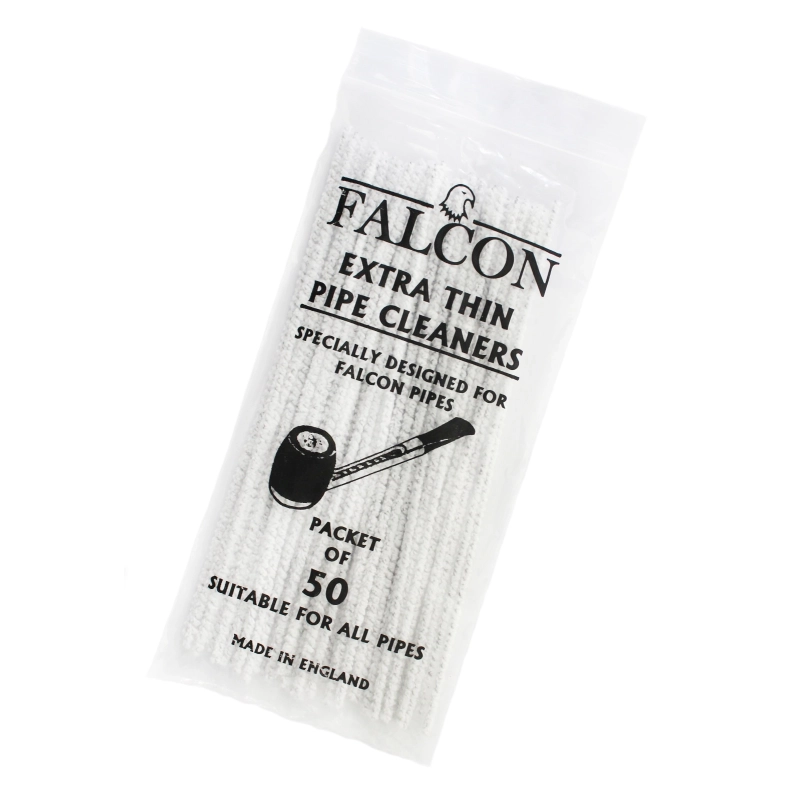 FALCON
EXTRA THIN
PIPE CLEANERS
SPECIALLY DESIGNED FOR
FALCON PIPES
PACKET
OF
50
SUITABLE FOR ALL PIPES
MADE IN ENGLAND